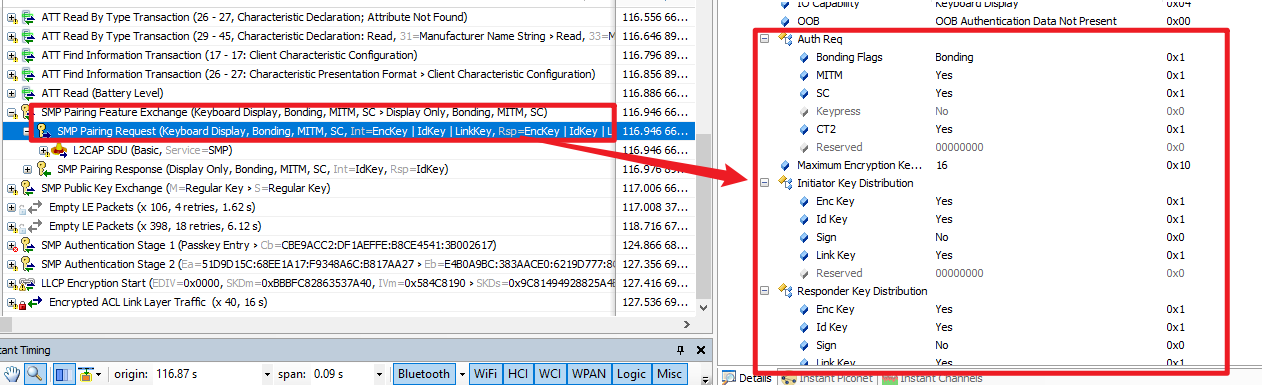 ATT Read By Type Transaction (26 - 27, Characteristic Declaration; Attribute Not Found) 116.556 66...
ATT Read By Type Transaction (29 - 45, Characteristic Declaration: Read, 31=Manufacturer Name String > Read, 33=M 116.646 89...
ATT Find Information Transaction (17 - 17: Client Characteristic Configuration) 116.796 89...
ATT Find Information Transaction (26 - 27: Characteristic Presentation Format > Client Characteristic Configuration) 116.856 89...
ATT Read (Battery Level) 116.886 66...
SMP Pairing Feature Exchange (Keyboard Display, Bonding, MITM, SC > Display Only, Bonding, MITM, SC) 116.946 66...
SMP Pairing Request (Keyboard Display, Bonding, MITM, SC, Int=EncKey | IdKey | LinkKey, Rsp=EncKey | IdKey | L 116.946 66...
L2CAP SDU (Basic, Service=SMP) 116.946 66...
SMP Pairing Response (Display Only, Bonding, MITM, SC, Int=IdKey, Rsp=IdKey) 116.976 89...
SMP Public Key Exchange (M=Regular Key > S=Regular Key) 117.006 66...
Empty LE Packets (x 106, 4 retries, 1.62 s) 117.008 37...
Empty LE Packets (x 398, 18 retries, 6.12 s) 118.716 67...
SMP Authentication Stage 1 (Passkey Entry > Cb=CBE9ACC2:DF1AEFFE:B8CE4541:3B002617) 124.866 68...
SMP Authentication Stage 2 (Ea=51D9D15C:68EE1A17:F9348A6C:B817AA27 > Eb=E4B0A9BC:383AACE0:6219D777:8C 127.356 69...
LLCP Encryption Start (EDIV=0x0000, SKDm=0xBBBFC82863537A40, IVm=0x584C8190 > SKDs=0x9C81494928825A4B 127.416 69...
Encrypted ACL Link Layer Traffic (x 40, 16 s) 127.536 69...
stant Timing
origin: 116.87 s span: 0.09 s Bluetooth WiFi HCI WCI WPAN Logic Misc
IO Capability Keyboard Display 0x04
OOB OOB Authentication Data Not Present 0x00
Auth Req
Bonding Flags Bonding 0x1
MITM Yes 0x1
SC Yes 0x1
Keypress No 0x0
CT2 Yes 0x1
Reserved 00000000 0x0
Maximum Encryption Ke... 16 0x10
Initiator Key Distribution
Enc Key Yes 0x1
Id Key Yes 0x1
Sign No 0x0
Link Key Yes 0x1
Reserved 00000000 0x0
Responder Key Distribution
Enc Key Yes 0x1
Id Key Yes 0x1
Sign No 0x0
Link Key Yes 0x1
Details Instant Piconet Instant Channels